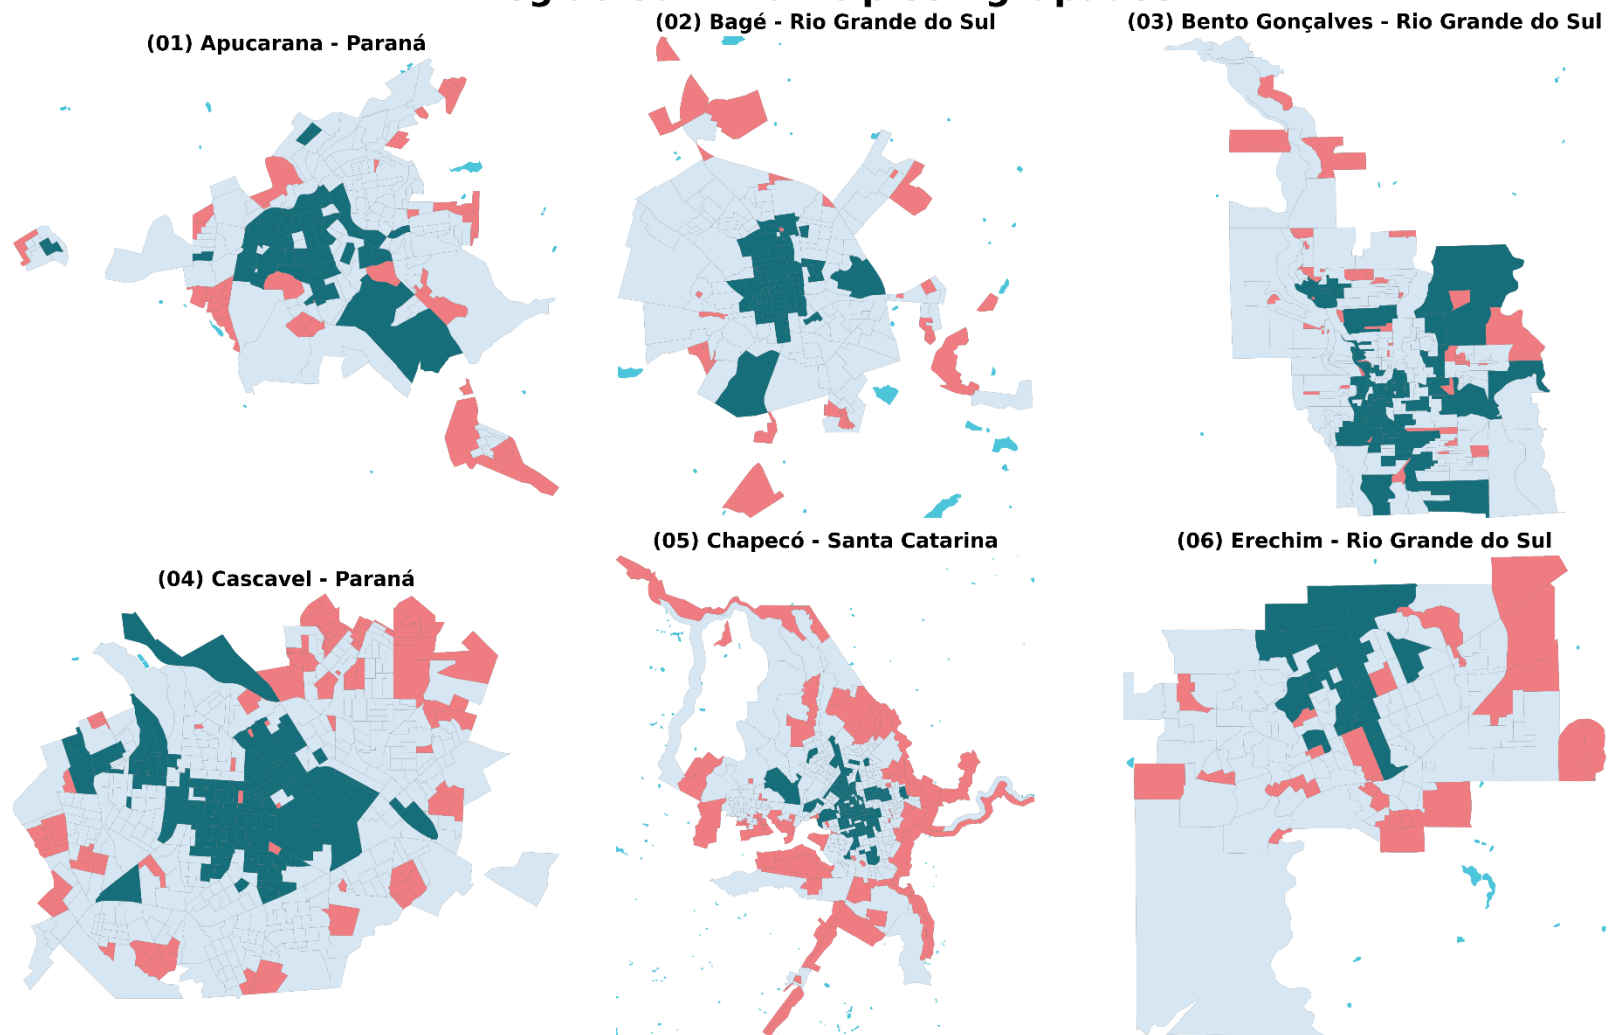 (02) Bagé - Rio Grande do Sul
(03) Bento Gonçalves - Rio Grande do Sul
(01) Apucarana - Paraná
(05) Chapecó - Santa Catarina
(06) Erechim - Rio Grande do Sul
(04) Cascavel - Paraná